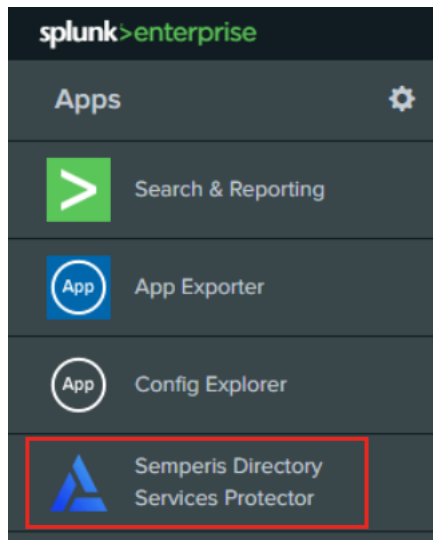 splunk>enterprise
Apps
Search & Reporting
App
App Exporter
App
Config Explorer
Semperis Directory
Services Protector